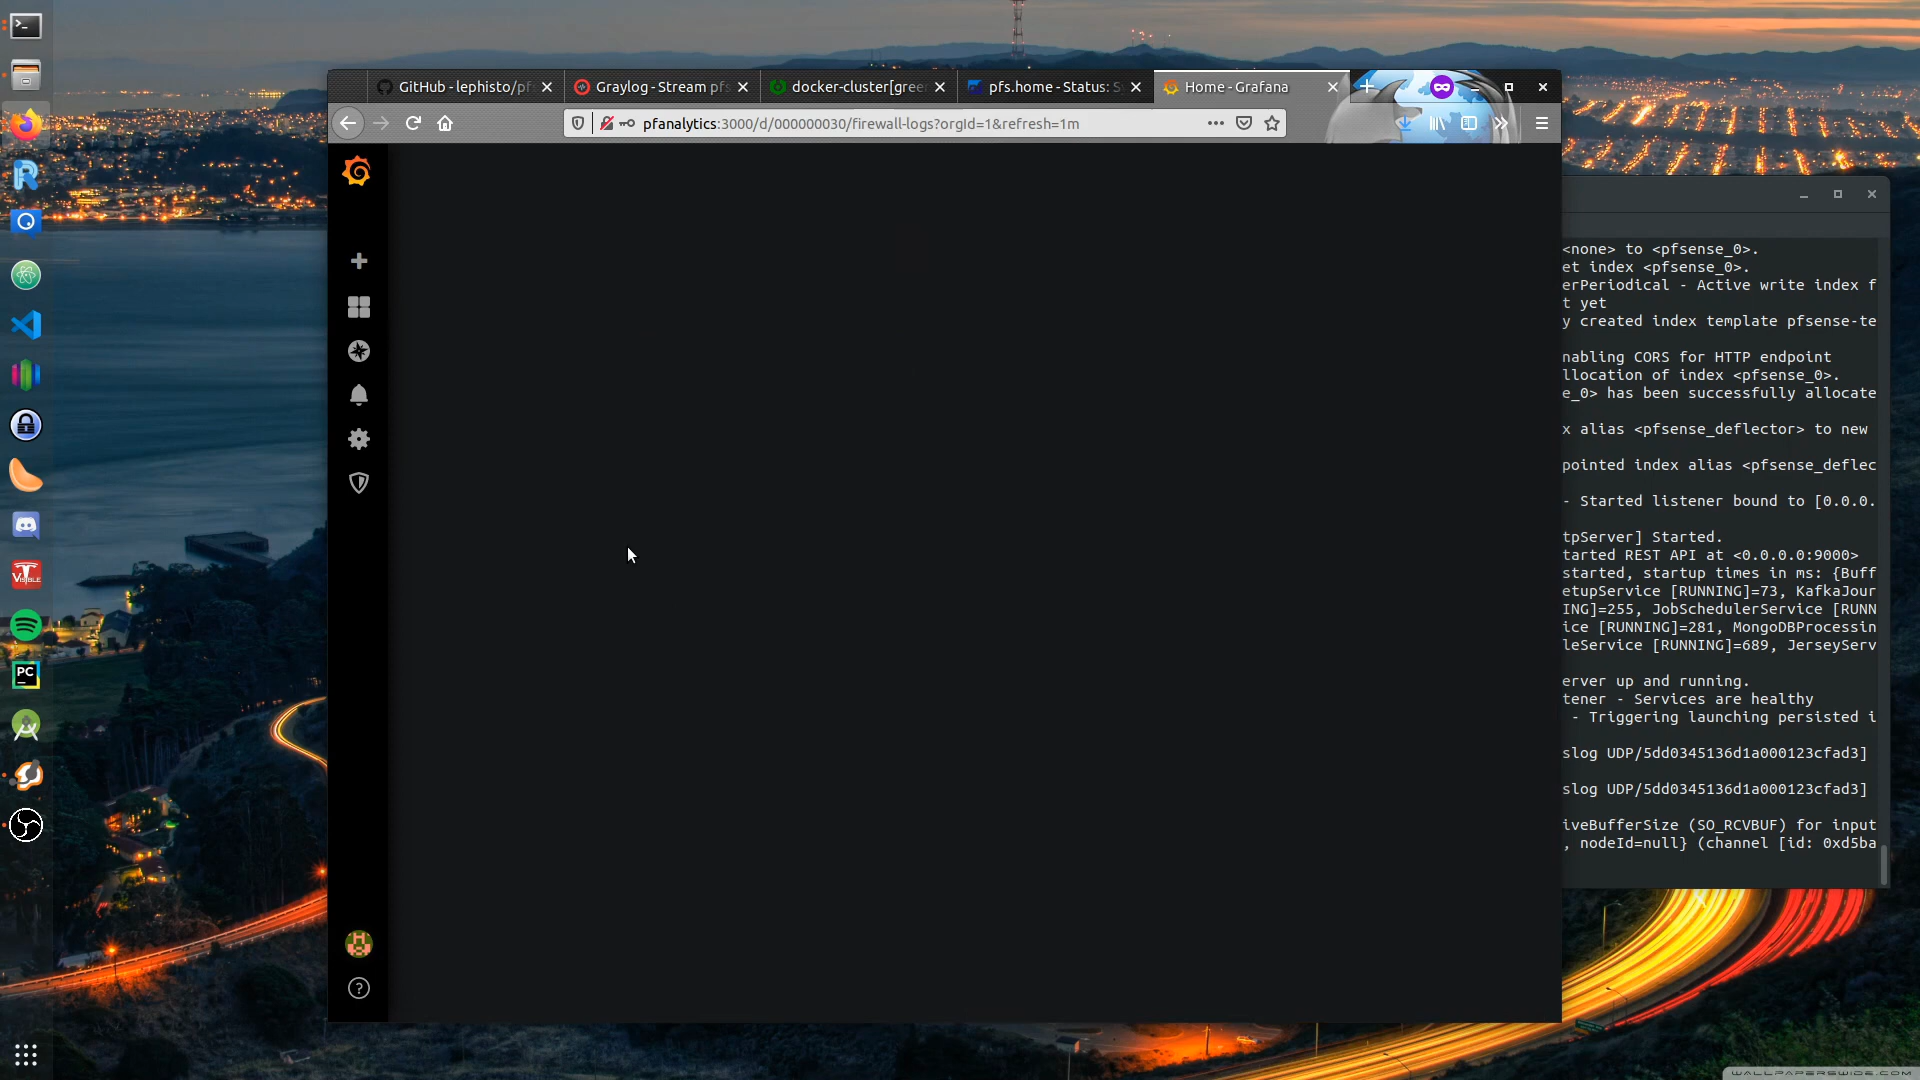 GitHub - lephisto/pf
Graylog - Stream pfs
docker-cluster[gree
pfs.home - Status: S
Home - Grafana
pfanalytics:3000/d/000000030/firewall-logs?orgId=1&refresh=1m
<none> to <pfsense_0>.
et index <pfsense_0>.
erPeriodical - Active write index f
t yet
y created index template pfsense-te
nabling CORS for HTTP endpoint
llocation of index <pfsense_0>.
e_0> has been successfully allocate
x alias <pfsense_deflector> to new
pointed index alias <pfsense_deflec
- Started listener bound to [0.0.0.
tpServer] Started.
tarted REST API at <0.0.0.0:9000>
started, startup times in ms: {Buff
etupService [RUNNING]=73, KafkaJour
ING]=255, JobSchedulerService [RUNN
ice [RUNNING]=281, MongoDBProcessin
leService [RUNNING]=689, JerseyServ
erver up and running.
tener - Services are healthy
- Triggering launching persisted i
slog UDP/5dd0345136d1a000123cfad3]
slog UDP/5dd0345136d1a000123cfad3]
iveBufferSize (SO_RCVBUF) for input
, nodeId=null} (channel [id: 0xd5ba
VISIBLE
PC
WALLPAPERSWIDE.COM